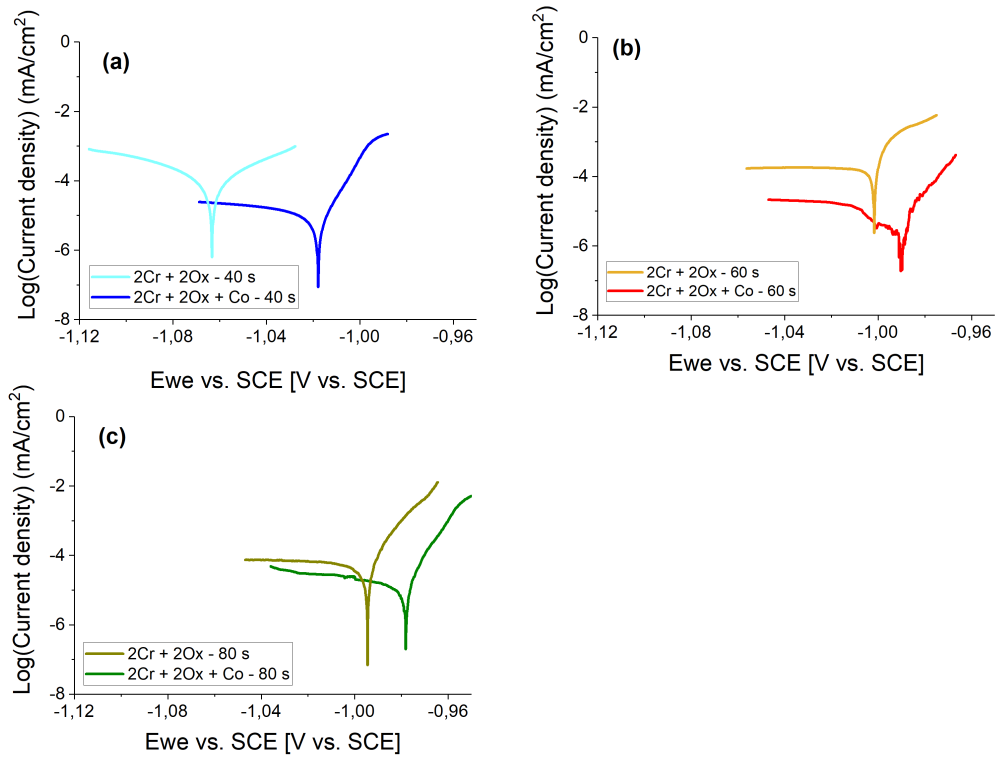 (a)
Log(Current density) (mA/cm2)
0
-2
-4
-6
-8
2Cr + 2Ox - 40 s
2Cr + 2Ox + Co - 40 s
-1,12
-1,08
-1,04
-1,00
-0,96
Ewe vs. SCE [V vs. SCE]
(b)
Log(Current density) (mA/cm2)
0
-2
-4
-6
-8
2Cr + 2Ox - 60 s
2Cr + 2Ox + Co - 60 s
-1,12
-1,08
-1,04
-1,00
-0,96
Ewe vs. SCE [V vs. SCE]
(c)
Log(Current density) (mA/cm2)
0
-2
-4
-6
-8
2Cr + 2Ox - 80 s
2Cr + 2Ox + Co - 80 s
-1,12
-1,08
-1,04
-1,00
-0,96
Ewe vs. SCE [V vs. SCE]